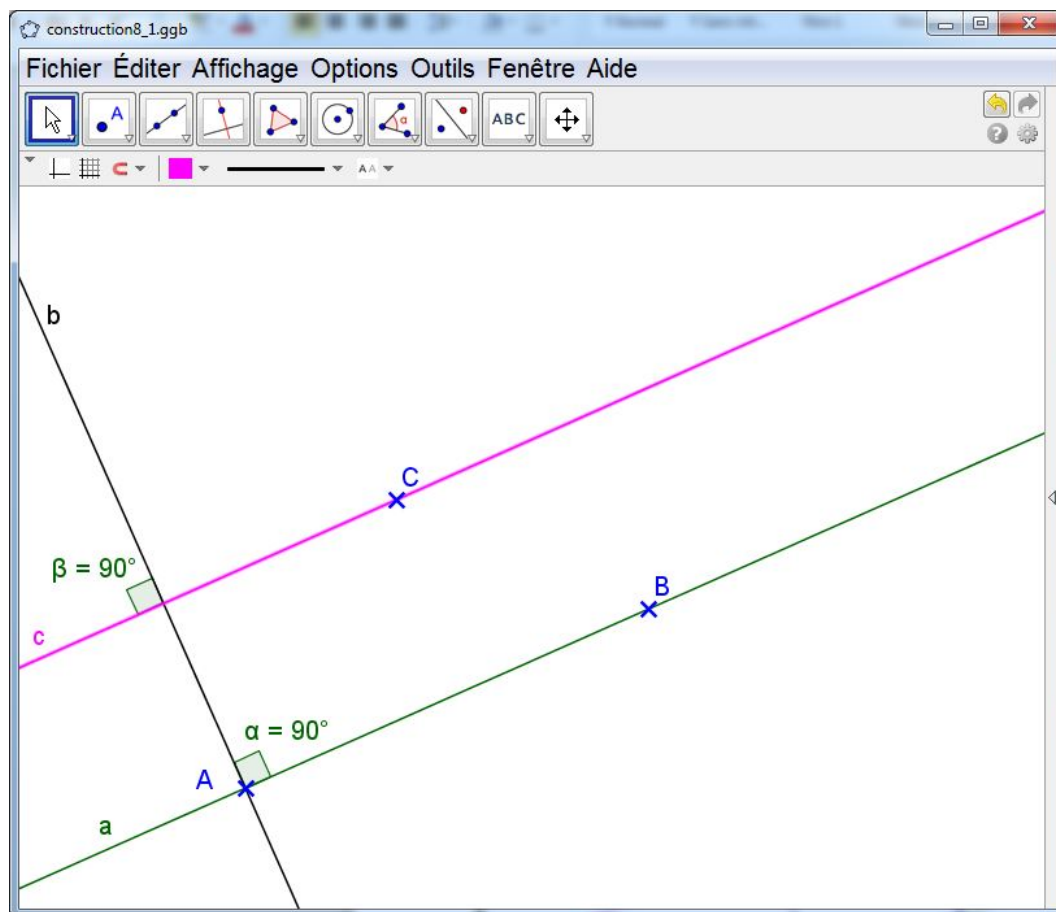 construction8_1.ggb
Fichier Éditer Affichage Options Outils Fenêtre Aide
A
α
ABC
AA
b
C
β = 90°
B
c
α = 90°
A
a